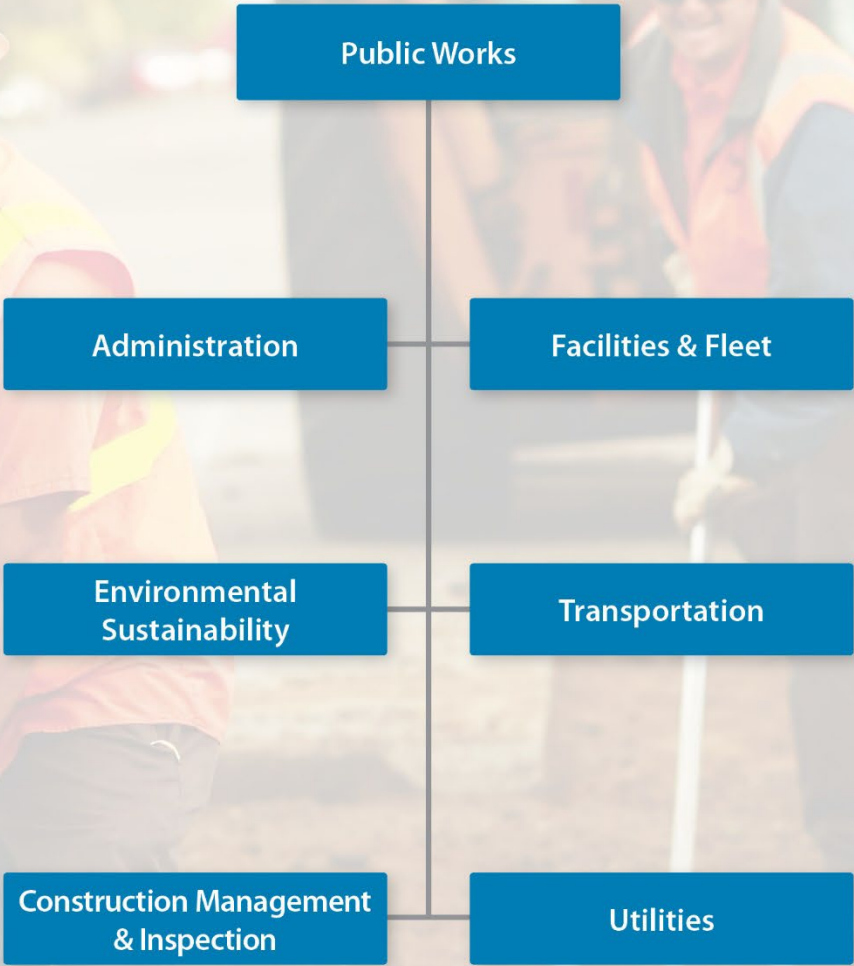 Public Works
Administration
Facilities & Fleet
Environmental
Sustainability
Transportation
Construction Management
& Inspection
Utilities